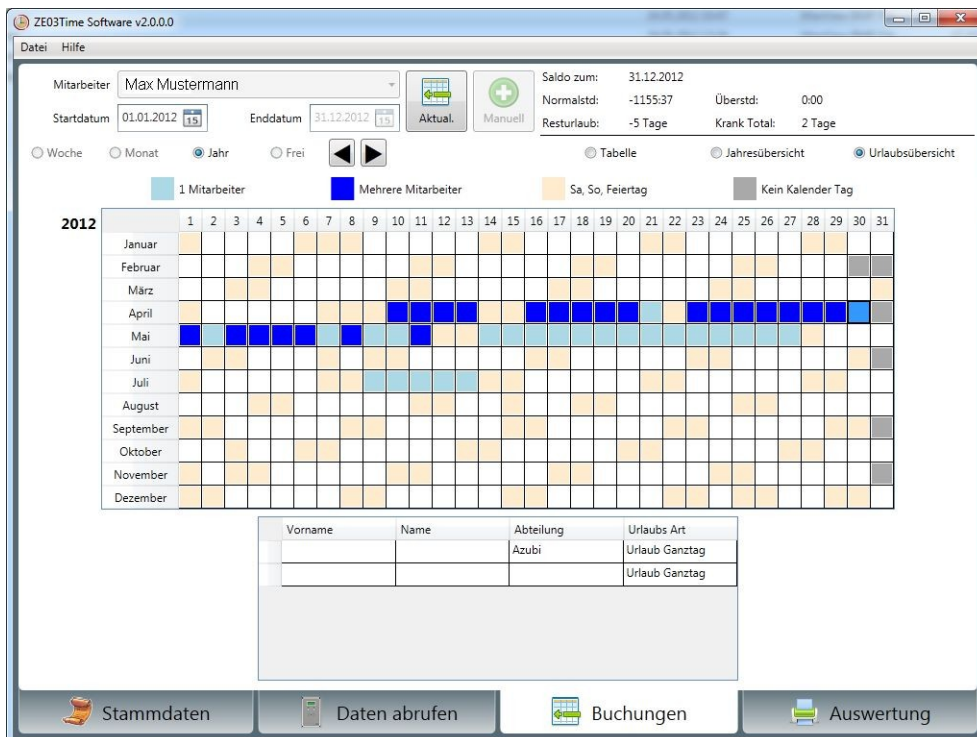 ZE03Time Software v2.0.0.0
Datei Hilfe
Mitarbeiter Max Mustermann Aktual. Manuell Saldo zum: 31.12.2012
Normalstd: -1155:37 Überstd: 0:00
Startdatum 01.01.2012 15 Enddatum 31.12.2012 15 Resturlaub: -5 Tage Krank Total: 2 Tage
Woche Monat Jahr Frei Tabelle Jahresübersicht Urlaubsübersicht
1 Mitarbeiter Mehrere Mitarbeiter Sa, So, Feiertag Kein Kalender Tag
2012 1 2 3 4 5 6 7 8 9 10 11 12 13 14 15 16 17 18 19 20 21 22 23 24 25 26 27 28 29 30 31
Januar
Februar
März
April
Mai
Juni
Juli
August
September
Oktober
November
Dezember
Vorname Name Abteilung Urlaubs Art
Azubi Urlaub Ganztag
Urlaub Ganztag
Stammdaten Daten abrufen Buchungen Auswertung